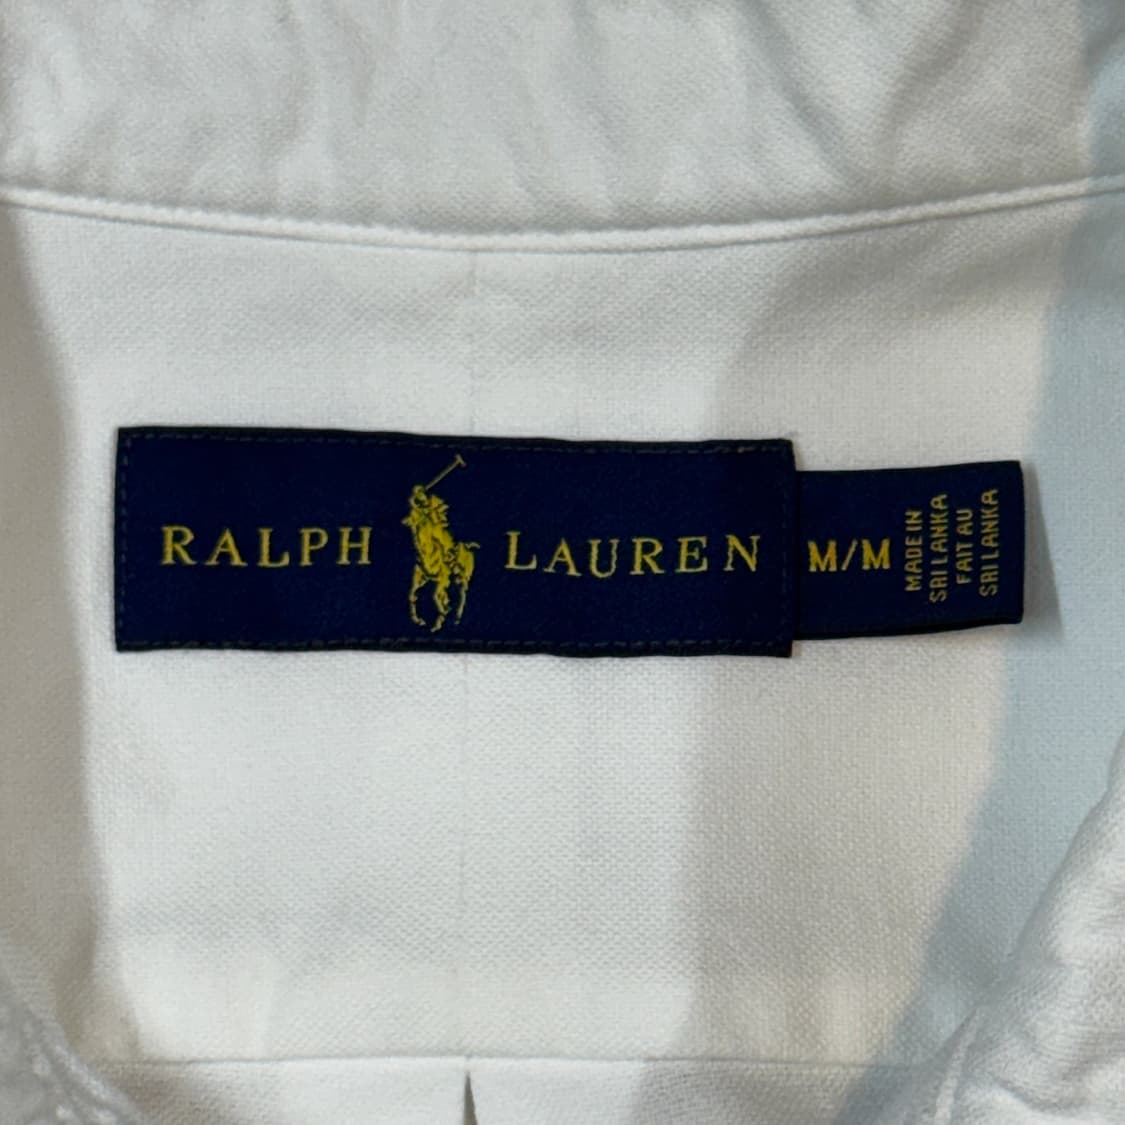 RALPH LAUREN
M/M
MADE IN
SRI LANKA
FAIT AU
SRI LANKA